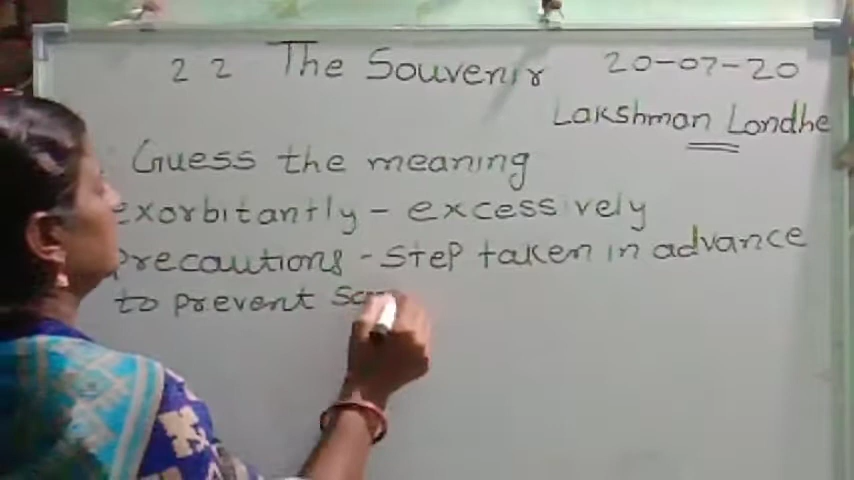 2 2 The Souvenir 20-07-20
Lakshman Londhe
Guess the meaning
exorbitantly - excessively
precautions - step taken in advance
to prevent